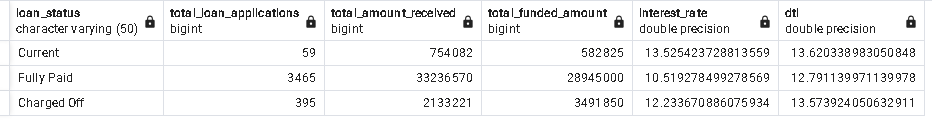 loan_status total_loan_applications total_amount_received total_funded_amount interest_rate dti
character varying (50) bigint bigint bigint double precision double precision
Current 59 754082 582825 13.525423728813559 13.620338983050848
Fully Paid 3465 33236570 28945000 10.519278499278569 12.791139971139978
Charged Off 395 2133221 3491850 12.233670886075934 13.573924050632911